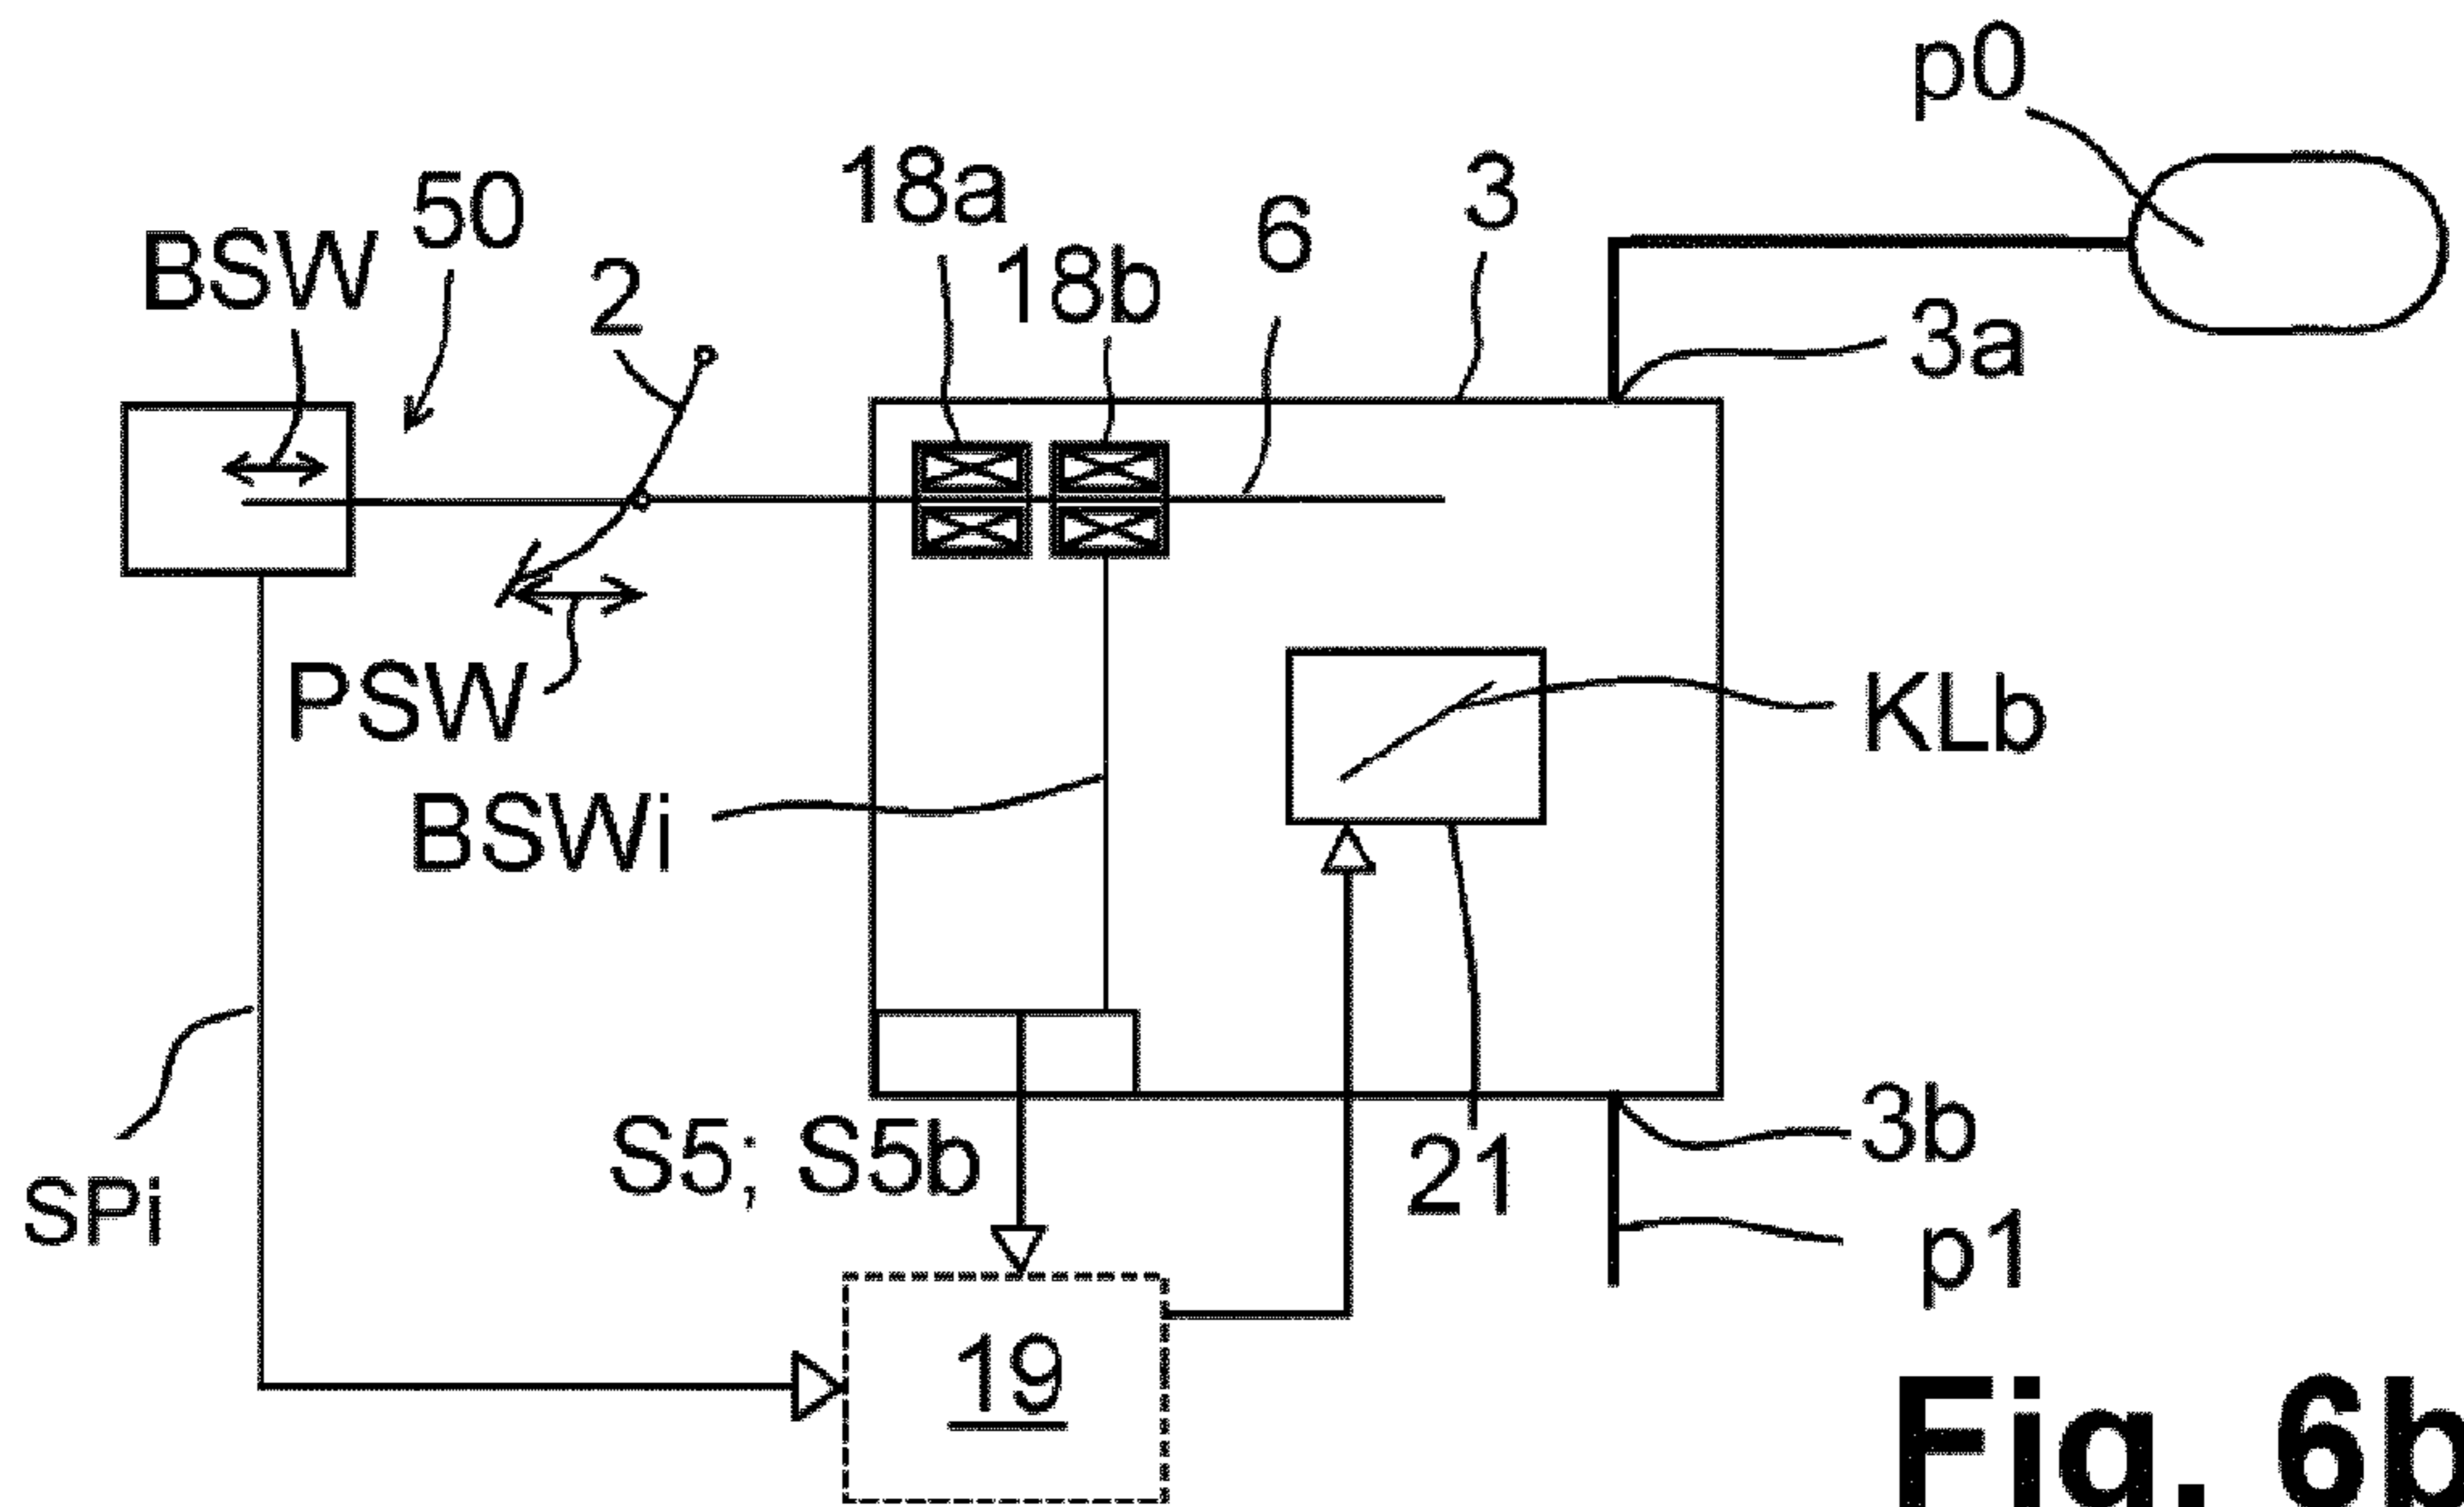 p0
50
18a
3
BSW
6
2
18b
3a
PSW
KLb
BSWi
S5; S5b
3b
21
SPi
p1
19
Fig. 6b